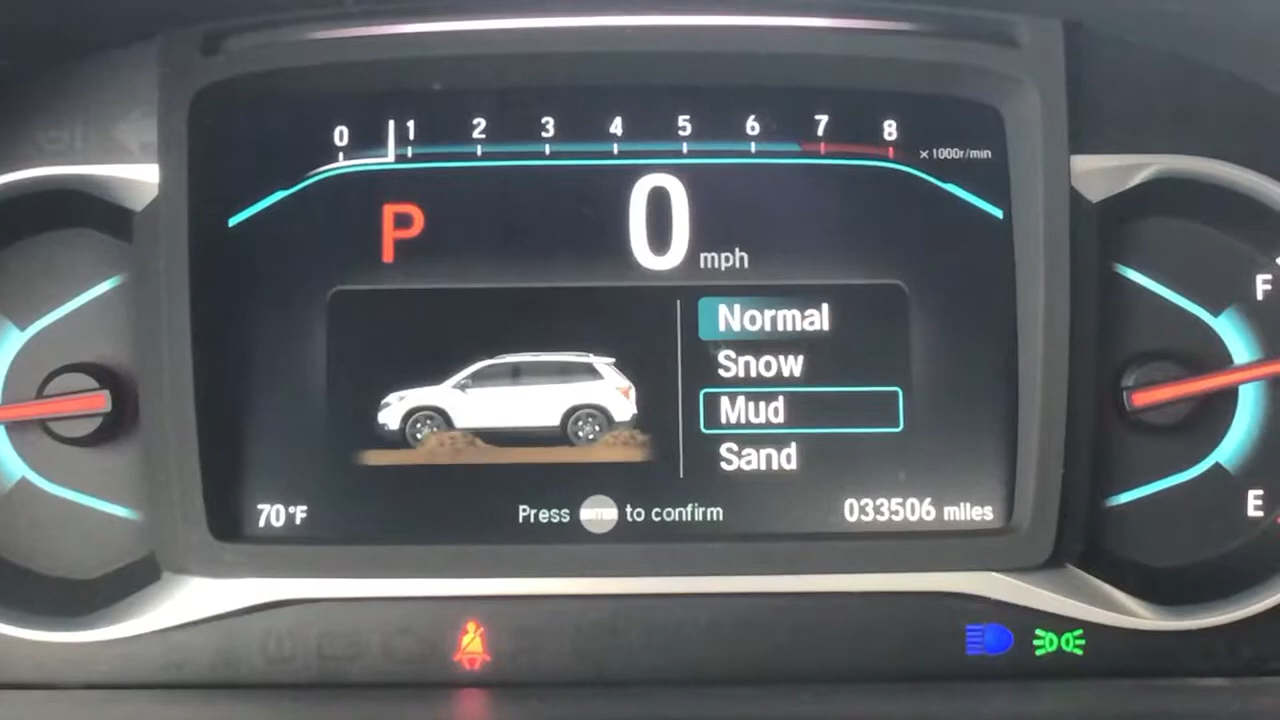 0 1 2 3 4 5 6 7 8
×1000r/min
P
0 mph
Normal
Snow
Mud
Sand
F
E
70°F
Press ENTER to confirm
033506 miles